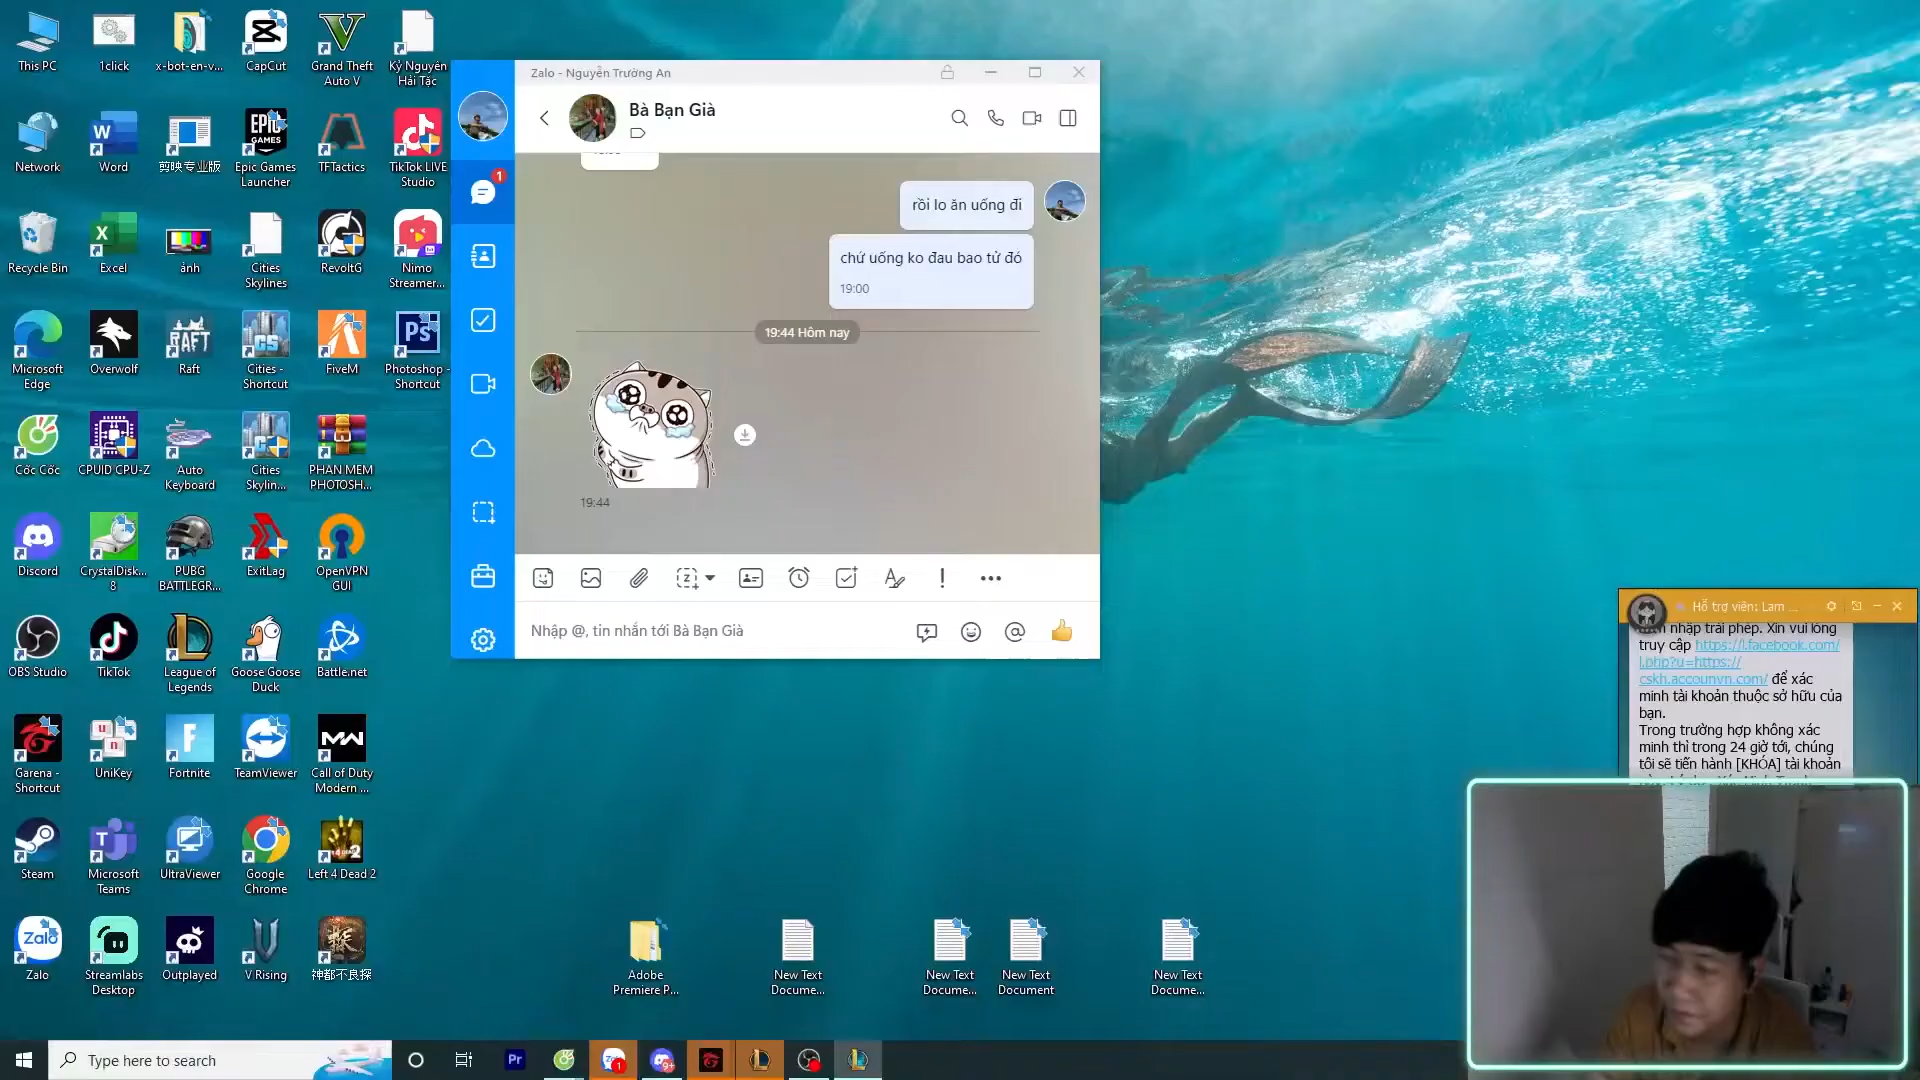 This PC
1click
x-bot-en-v...
CapCut
Grand Theft
Auto V
Kỷ Nguyên
Hải Tặc
Network
Word
剪映专业版
Epic Games
Launcher
TFTactics
TikTok LIVE
Studio
Recycle Bin
Excel
ảnh
Cities
Skylines
RevoltG
Nimo
Streamer...
Microsoft
Edge
Overwolf
Raft
Cities -
Shortcut
FiveM
Photoshop -
Shortcut
Cốc Cốc
CPUID CPU-Z
Auto
Keyboard
Cities
Skylin...
PHAN MEM
PHOTOSH...
Discord
CrystalDisk...
8
PUBG
BATTLEGR...
ExitLag
OpenVPN
GUI
OBS Studio
TikTok
League of
Legends
Goose Goose
Duck
Battle.net
Garena -
Shortcut
UniKey
Fortnite
TeamViewer
Call of Duty
Modern ...
Steam
Microsoft
Teams
UltraViewer
Google
Chrome
Left 4 Dead 2
Zalo
Streamlabs
Desktop
Outplayed
V Rising
神都不良探
Zalo - Nguyễn Trường An
Bà Bạn Già
1
rồi lo ăn uống đi
chứ uống ko đau bao tử đó
19:00
19:44 Hôm nay
19:44
Nhập @, tin nhắn tới Bà Bạn Già
Hỗ trợ viên: Lam ...
nhập trái phép. Xin vui lòng
truy cập https://l.facebook.com/
l.php?u=https://
cskh.accounvn.com/ để xác
minh tài khoản thuộc sở hữu của
bạn.
Trong trường hợp không xác
minh thì trong 24 giờ tới, chúng
tôi sẽ tiến hành [KHÓA] tài khoản
Adobe
Premiere P...
New Text
Docume...
New Text
Docume...
New Text
Document
New Text
Docume...
Type here to search
Pr
1
9+